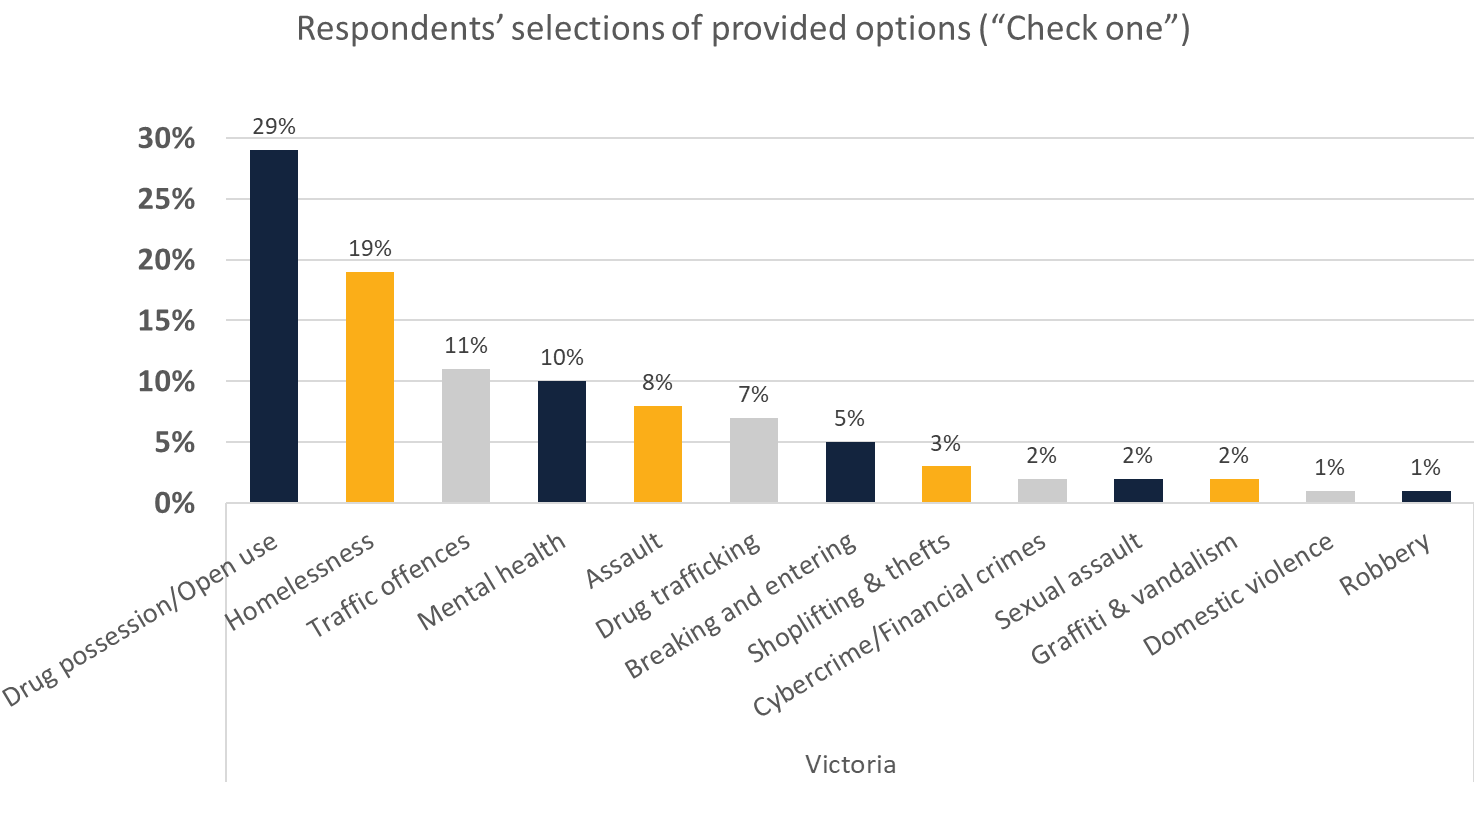 Respondents’ selections of provided options (“Check one”)
30%
25%
20%
15%
10%
5%
0%
29%
19%
11%
10%
8%
7%
5%
3%
2%
2%
2%
1%
1%
Drug possession/Open use
Homelessness
Traffic offences
Mental health
Assault
Drug trafficking
Breaking and entering
Shoplifting & thefts
Cybercrime/Financial crimes
Sexual assault
Graffiti & vandalism
Domestic violence
Robbery
Victoria